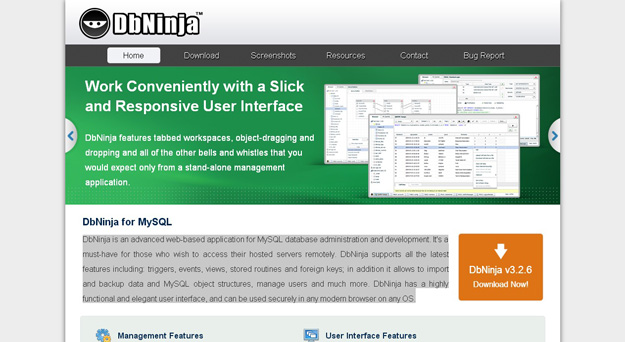 DbNinja™
Home Download Screenshots Resources Contact Bug Report
Work Conveniently with a Slick
and Responsive User Interface
DbNinja features tabbed workspaces, object-dragging and
dropping and all of the other bells and whistles that you
would expect only from a stand-alone management
application.
DbNinja for MySQL
DbNinja is an advanced web-based application for MySQL database administration and development. It's a
must-have for those who wish to access their hosted servers remotely. DbNinja supports all the latest
features including: triggers, events, views, stored routines and foreign keys; in addition it allows to import
and backup data and MySQL object structures, manage users and much more. DbNinja has a highly
functional and elegant user interface, and can be used securely in any modern browser on any OS.
DbNinja v3.2.6
Download Now!
Management Features
User Interface Features